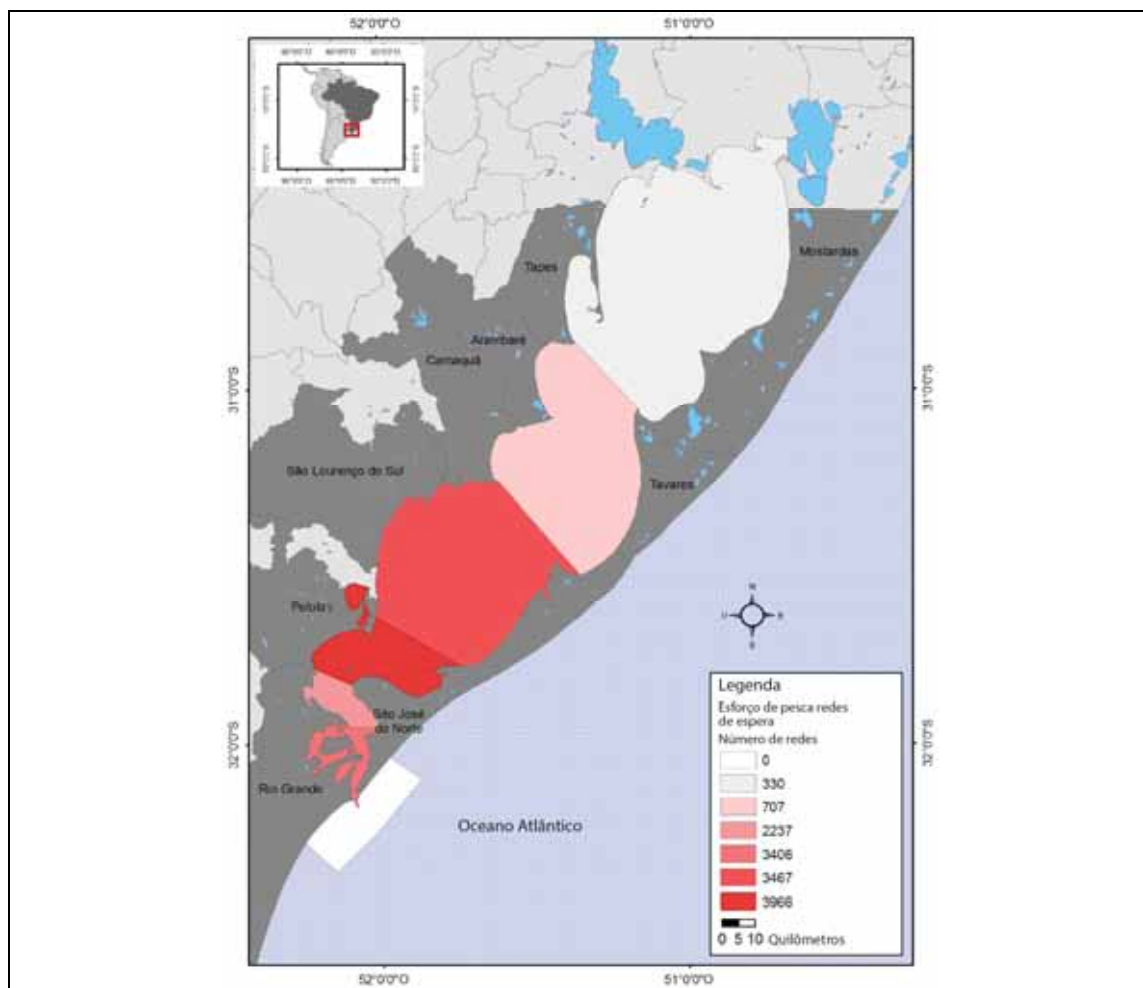 52°0'0"O 51°0'0"O
Tapes
Mostardas
Arambaré
Camaquã
31°0'0"S
31°0'0"S
São Lourenço do Sul
Tavares
Pelotas
São José
do Norte
32°0'0"S
32°0'0"S
Rio Grande
Oceano Atlântico
N
S
Legenda
Esforço de pesca redes
de espera
Número de redes
0
330
707
2237
3406
3467
3966
0 5 10 Quilômetros
52°0'0"O 51°0'0"O